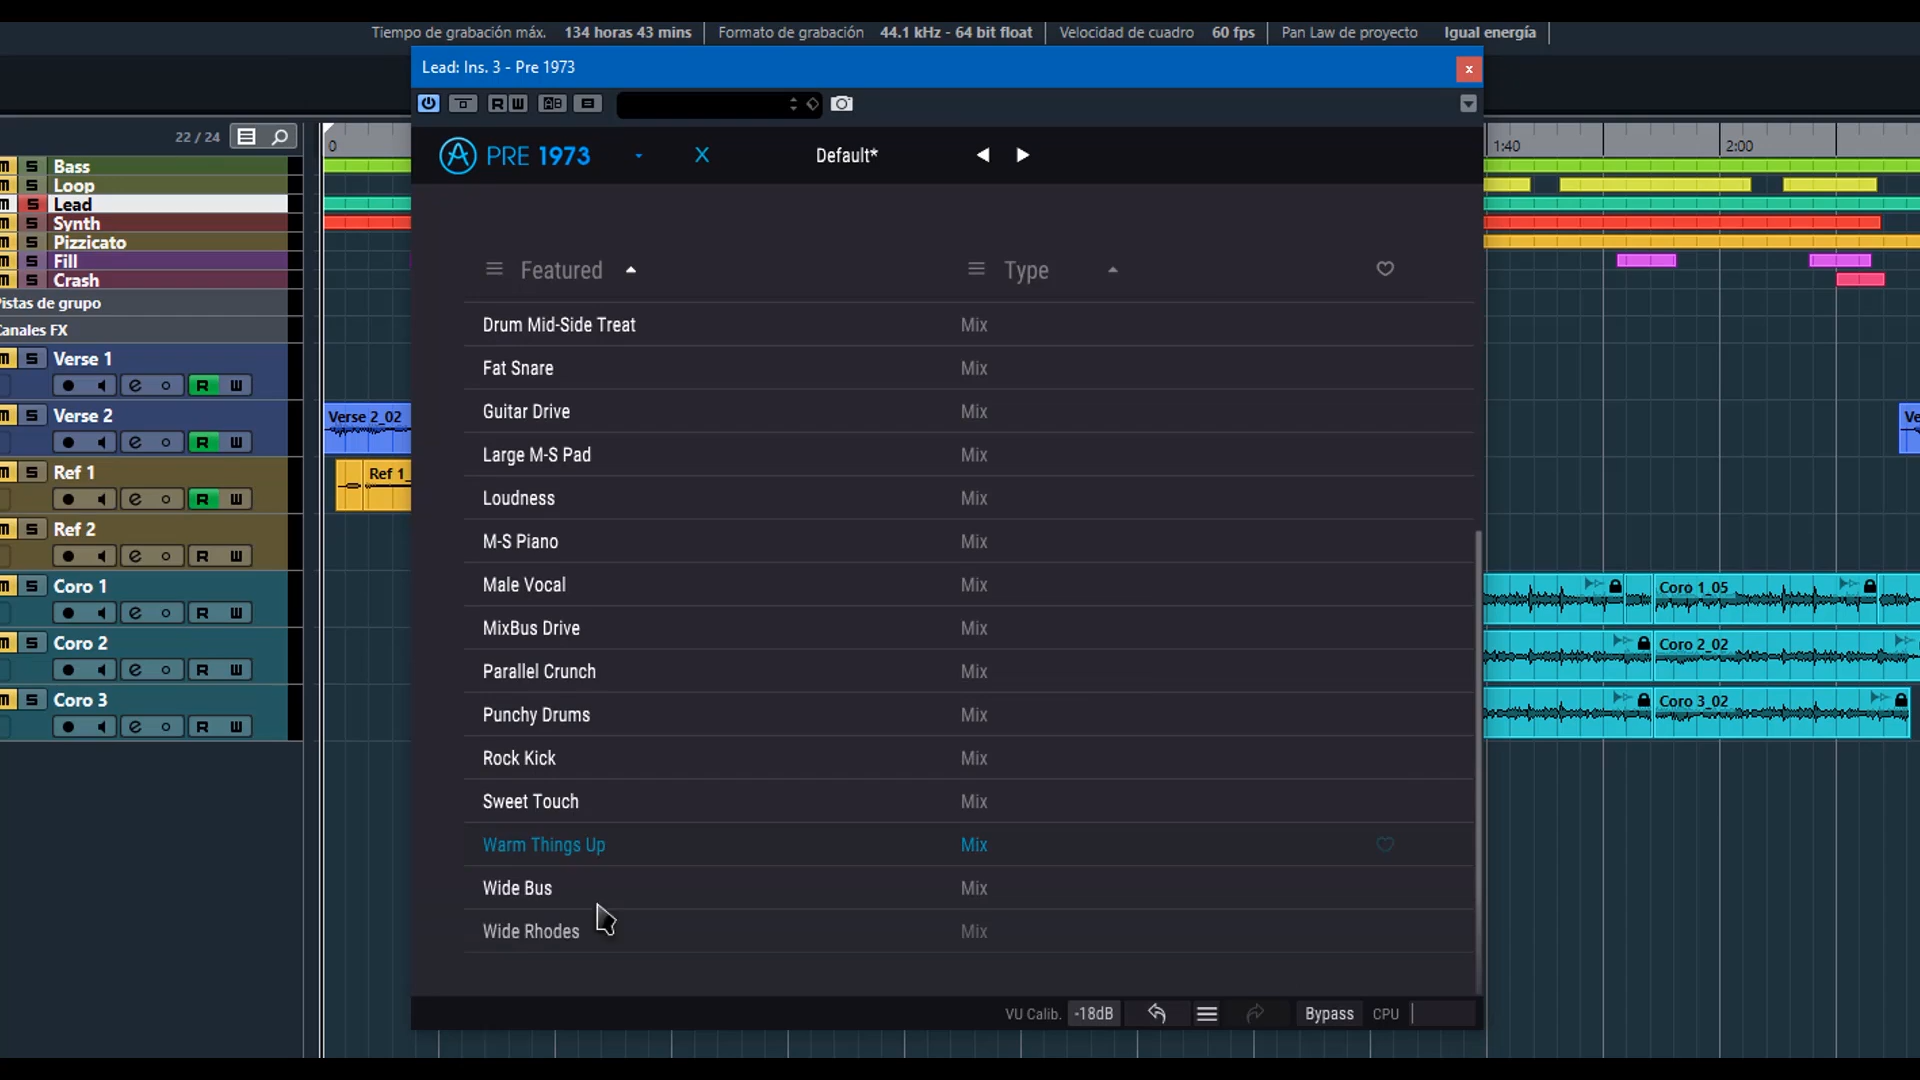 Tiempo de grabación máx. 134 horas 43 mins Formato de grabación 44.1 kHz - 64 bit float Velocidad de cuadro 60 fps Pan Law de proyecto Igual energía
Lead: Ins. 3 - Pre 1973
R W
22 / 24
0
1:40
2:00
PRE 1973
X
Default*
m S Bass
m S Loop
m S Lead
m S Synth
m S Pizzicato
m S Fill
m S Crash
Pistas de grupo
Canales FX
m S Verse 1
e R W
m S Verse 2
e R W
Verse 2_02
Ve
m S Ref 1
e R W
Ref 1_
m S Ref 2
e R W
m S Coro 1
e R W
Coro 1_05
m S Coro 2
e R W
Coro 2_02
m S Coro 3
e R W
Coro 3_02
Featured Type
Drum Mid-Side Treat Mix
Fat Snare Mix
Guitar Drive Mix
Large M-S Pad Mix
Loudness Mix
M-S Piano Mix
Male Vocal Mix
MixBus Drive Mix
Parallel Crunch Mix
Punchy Drums Mix
Rock Kick Mix
Sweet Touch Mix
Warm Things Up Mix
Wide Bus Mix
Wide Rhodes Mix
VU Calib. -18dB Bypass CPU